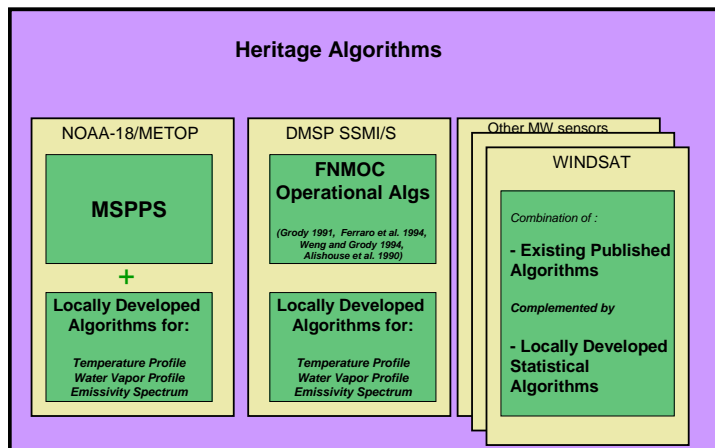 Heritage Algorithms
NOAA-18/METOP
MSPPS
+
Locally Developed
Algorithms for:
Temperature Profile
Water Vapor Profile
Emissivity Spectrum
DMSP SSMI/S
FNMOC
Operational Algs
(Grody 1991, Ferraro et al. 1994,
Weng and Grody 1994,
Alishouse et al. 1990)
Locally Developed
Algorithms for:
Temperature Profile
Water Vapor Profile
Emissivity Spectrum
Other MW sensors
WINDSAT
Combination of :
- Existing Published
Algorithms
Complemented by
- Locally Developed
Statistical
Algorithms